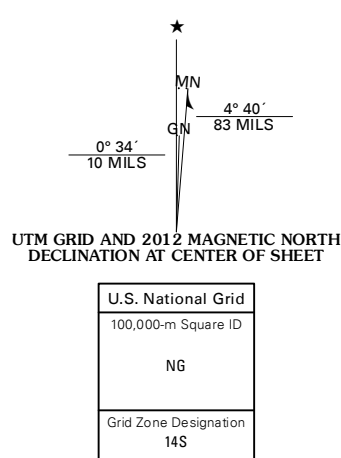 ★
MN
4° 40´
83 MILS
GN
0° 34´
10 MILS
UTM GRID AND 2012 MAGNETIC NORTH
DECLINATION AT CENTER OF SHEET
U.S. National Grid
100,000-m Square ID
NG
Grid Zone Designation
14S